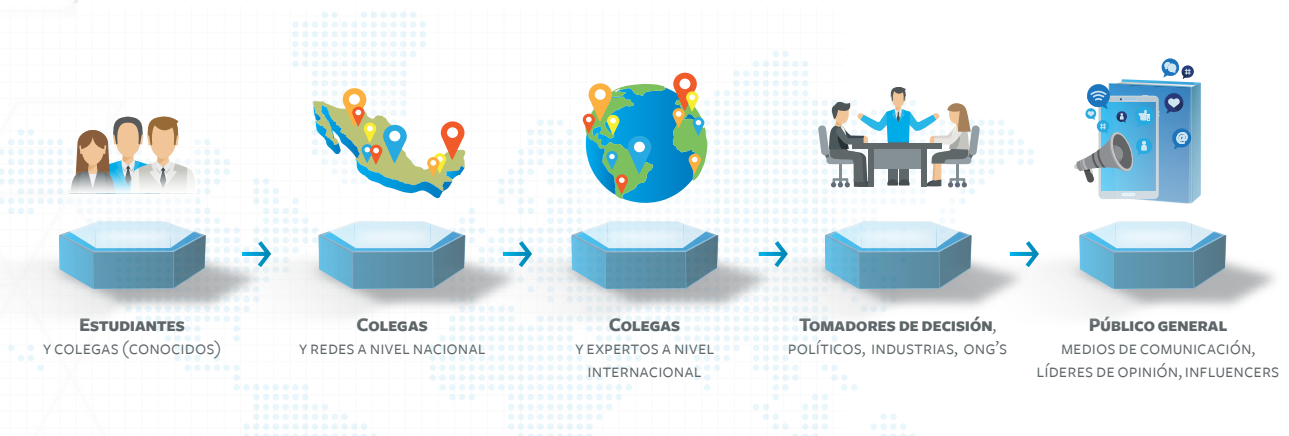 Estudiantes
y colegas (conocidos)
Colegas
y redes a nivel nacional
Colegas
y expertos a nivel
internacional
Tomadores de decisión,
políticos, industrias, ong's
Público general
medios de comunicación,
líderes de opinión, influencers